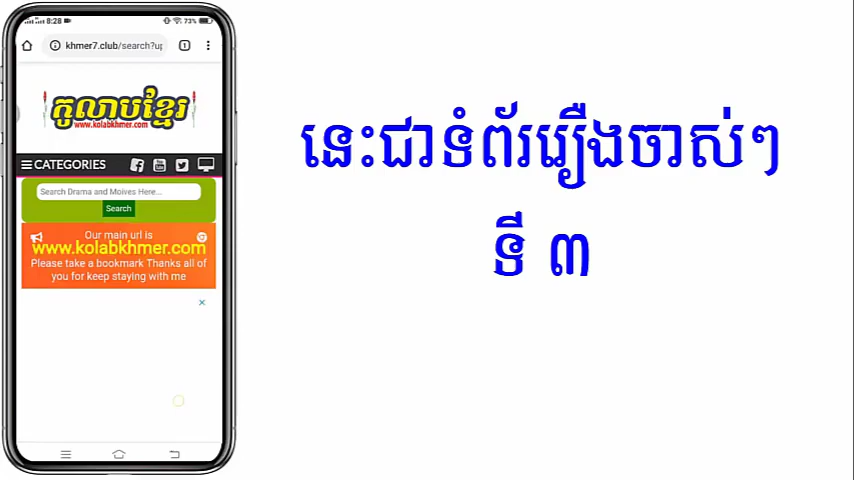 8:28
73%
khmer7.club/search?up
1
កូលាបខ្មែរ
www.kolabkhmer.com
CATEGORIES
Search Drama and Moives Here...
Search
Our main url is
www.kolabkhmer.com
Please take a bookmark Thanks all of
you for keep staying with me
នេះជាទំព័ររឿងចាស់ៗ
ទី ៣